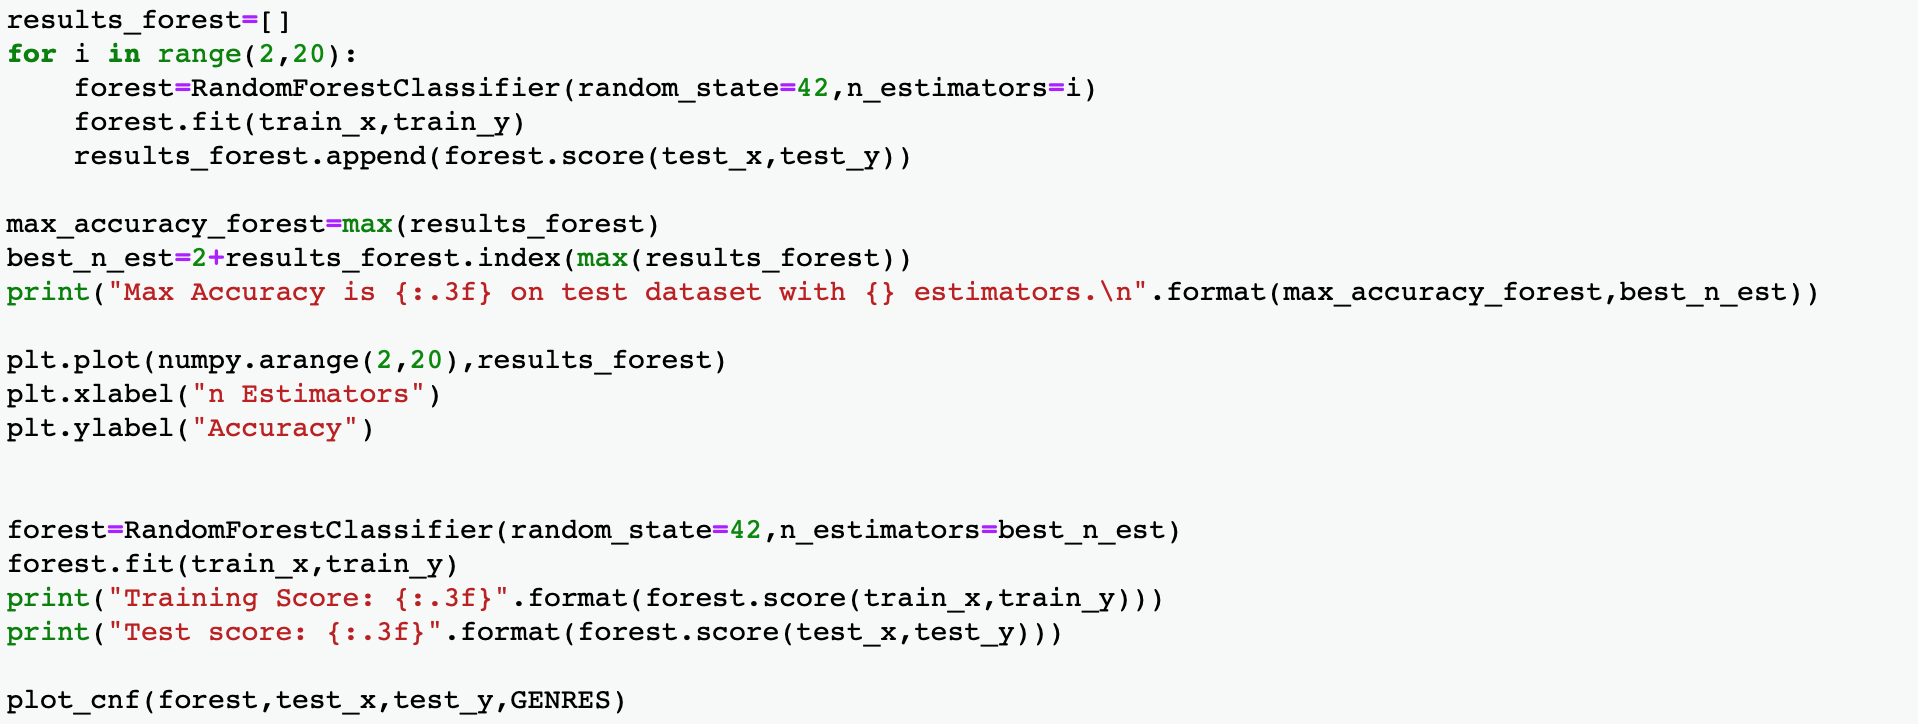 results_forest=[]
for i in range(2,20):
    forest=RandomForestClassifier(random_state=42,n_estimators=i)
    forest.fit(train_x,train_y)
    results_forest.append(forest.score(test_x,test_y))

max_accuracy_forest=max(results_forest)
best_n_est=2+results_forest.index(max(results_forest))
print("Max Accuracy is {:.3f} on test dataset with {} estimators.\n".format(max_accuracy_forest,best_n_est))

plt.plot(numpy.arange(2,20),results_forest)
plt.xlabel("n Estimators")
plt.ylabel("Accuracy")


forest=RandomForestClassifier(random_state=42,n_estimators=best_n_est)
forest.fit(train_x,train_y)
print("Training Score: {:.3f}".format(forest.score(train_x,train_y)))
print("Test score: {:.3f}".format(forest.score(test_x,test_y)))

plot_cnf(forest,test_x,test_y,GENRES)